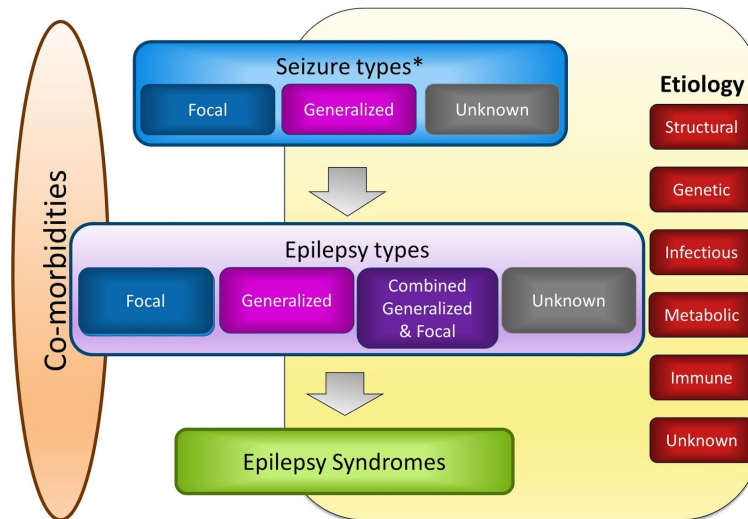 Seizure types*
Focal
Generalized
Unknown
Etiology
Structural
Genetic
Infectious
Metabolic
Immune
Unknown
Co-morbidities
Epilepsy types
Focal
Generalized
Combined
Generalized
& Focal
Unknown
Epilepsy Syndromes